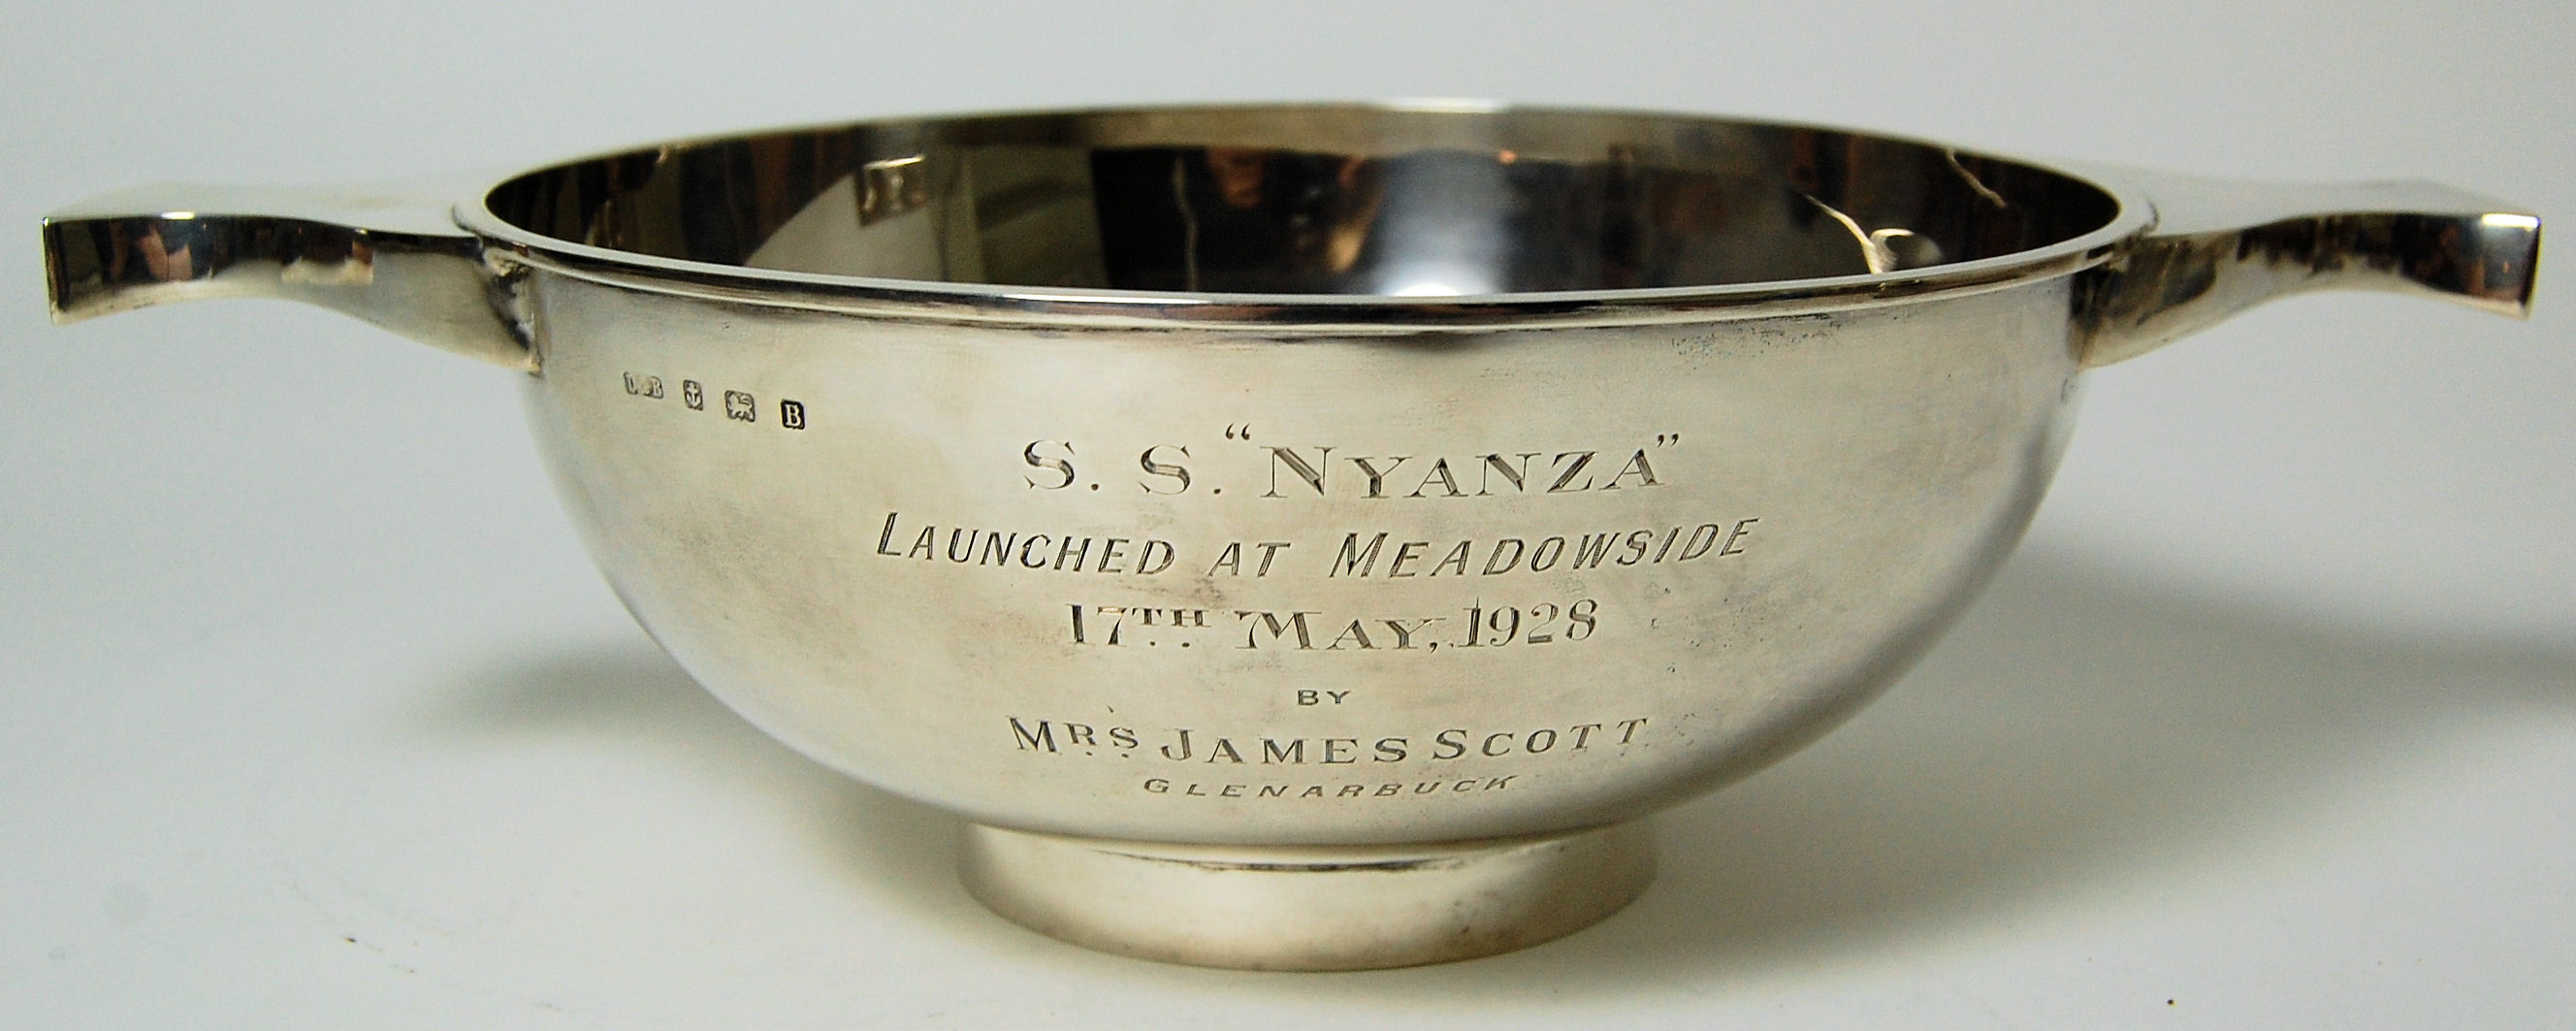 B
S. S. "NYANZA"
LAUNCHED AT MEADOWSIDE
17TH MAY, 1928
BY
MRS JAMES SCOTT
GLENARBUCK